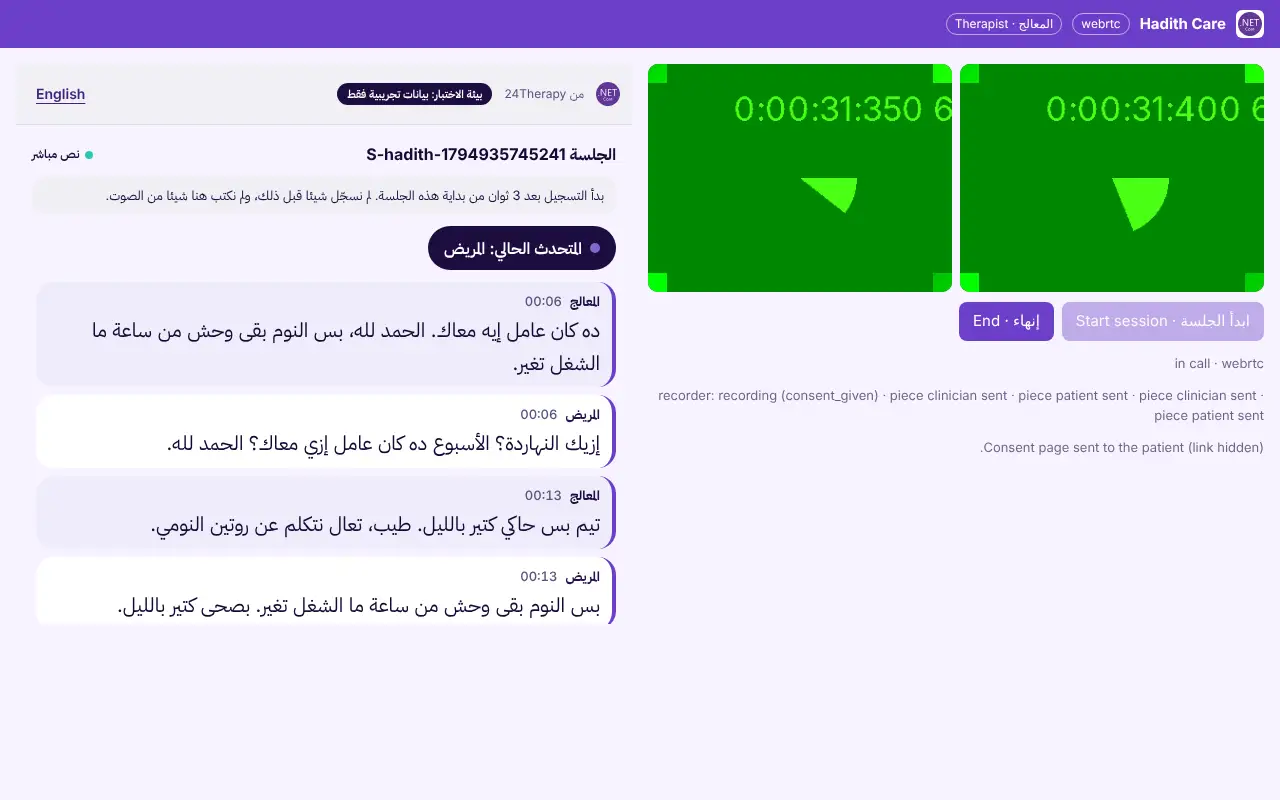 .NET
Hadith Care
webrtc
المعالج · Therapist
0:00:31:400 6
0:00:31:350 6
ابدأ الجلسة · Start session
إنهاء · End
in call · webrtc
recorder: recording (consent_given) · piece clinician sent · piece patient sent · piece clinician sent ·
piece patient sent
Consent page sent to the patient (link hidden).
.NET
من 24Therapy
بيئة الاختبار: بيانات تجريبية فقط
English
الجلسة S-hadith-1794935745241
نص مباشر
بدأ التسجيل بعد 3 ثوان من بداية هذه الجلسة. لم نسجّل شيئا قبل ذلك، ولم نكتب هنا شيئا من الصوت.
المتحدث الحالي: المريض
المعالج 00:06
ده كان عامل إيه معاك. الحمد لله، بس النوم بقى وحش من ساعة ما
الشغل تغير.
المريض 00:06
إزيك النهاردة؟ الأسبوع ده كان عامل إزي معاك؟ الحمد لله.
المعالج 00:13
تيم بس حاكي كتير بالليل. طيب، تعال نتكلم عن روتين النومي.
المريض 00:13
بس النوم بقى وحش من ساعة ما الشغل تغير. بصحى كتير بالليل.